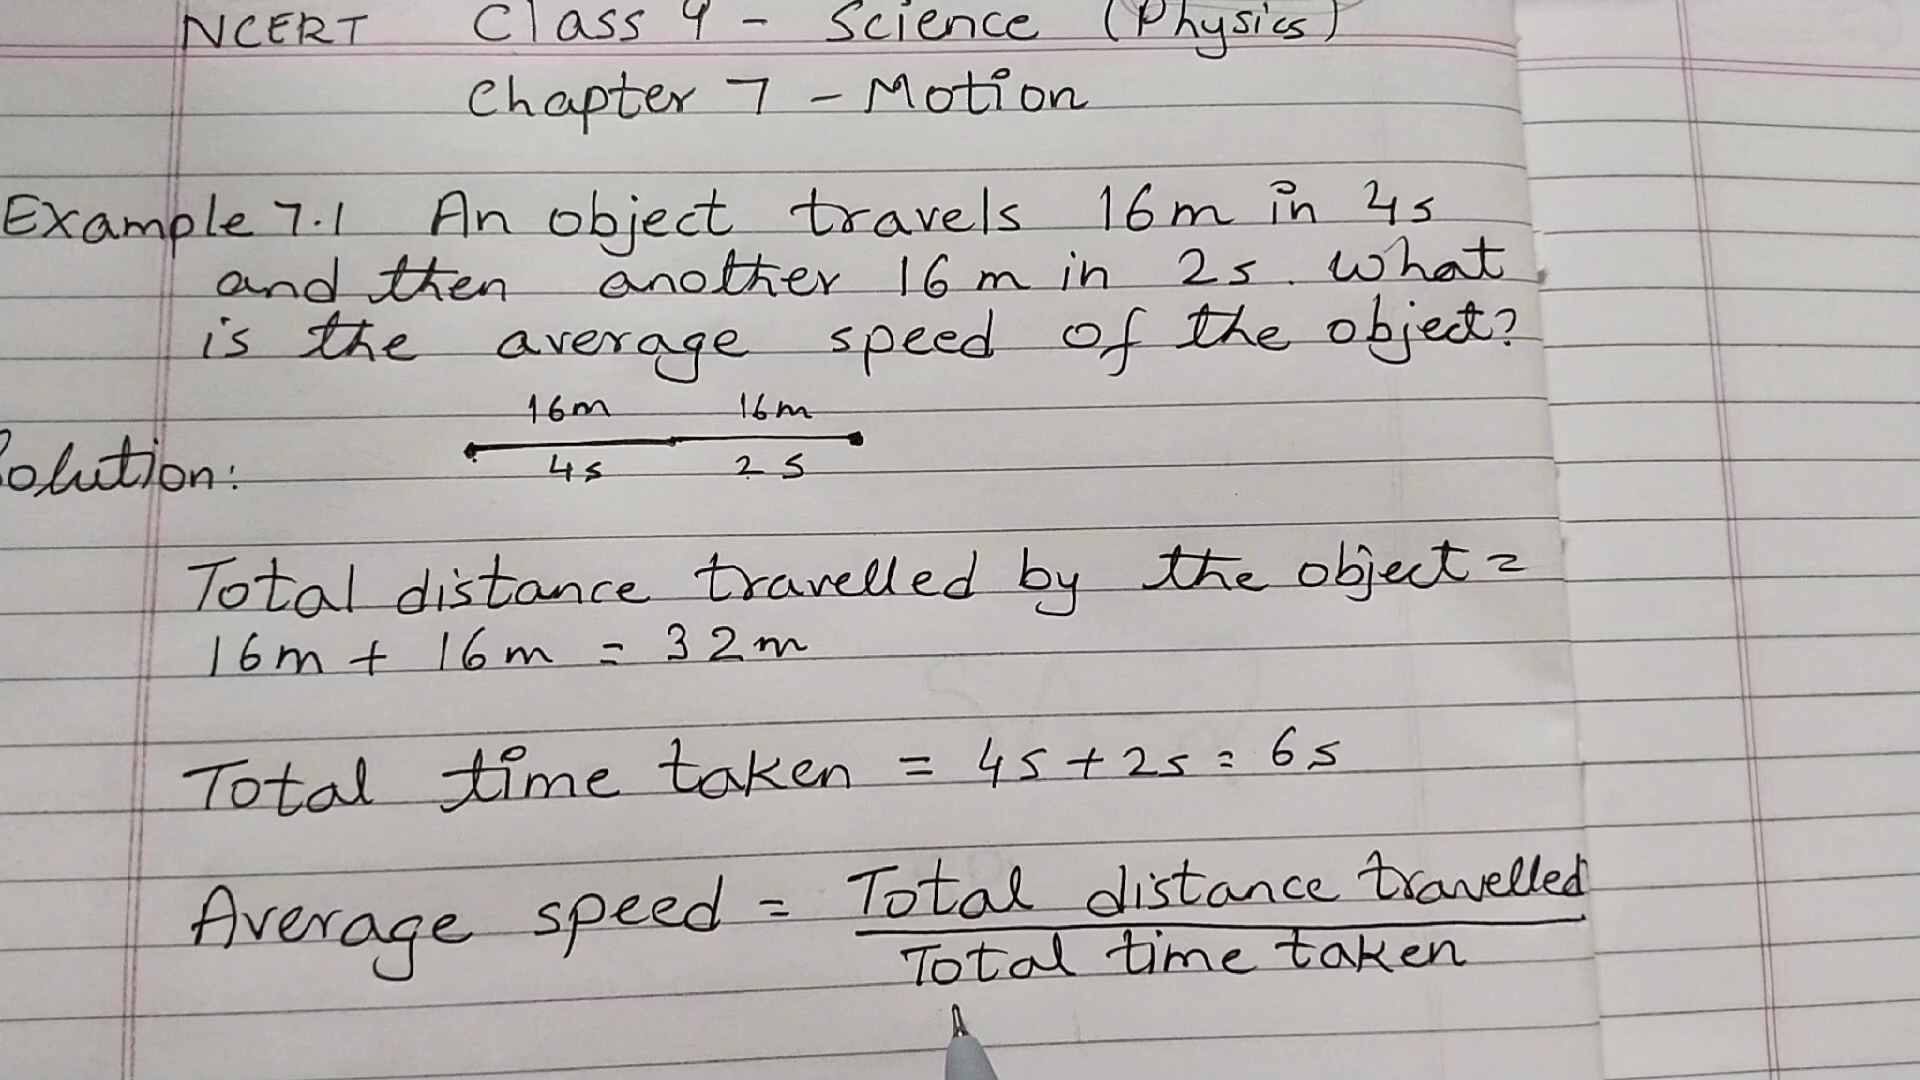 NCERT Class 9 - Science (Physics)
Chapter 7 - Motion
Example 7.1 An object travels 16m in 4s
and then another 16 m in 2s. What
is the average speed of the object?
16m 16m
4s 2s
Solution:
Total distance travelled by the object =
16m + 16m = 32m
Total time taken = 4s + 2s = 6s
Average speed = Total distance travelled
Total time taken